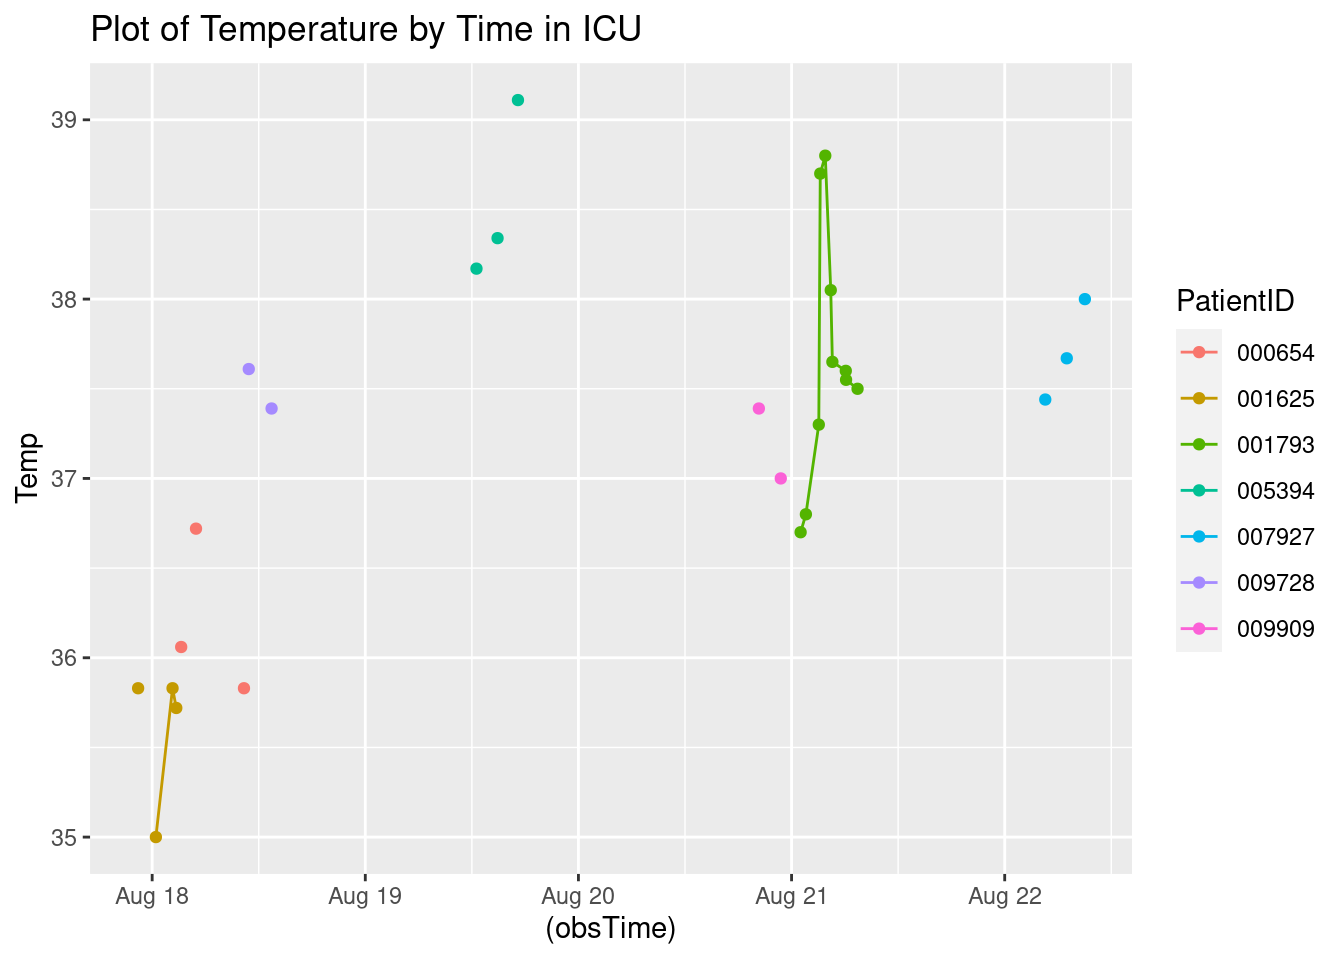 Plot of Temperature by Time in ICU
39
38
37
36
35
Temp
Aug 18
Aug 19
Aug 20
Aug 21
Aug 22
(obsTime)
PatientID
000654
001625
001793
005394
007927
009728
009909